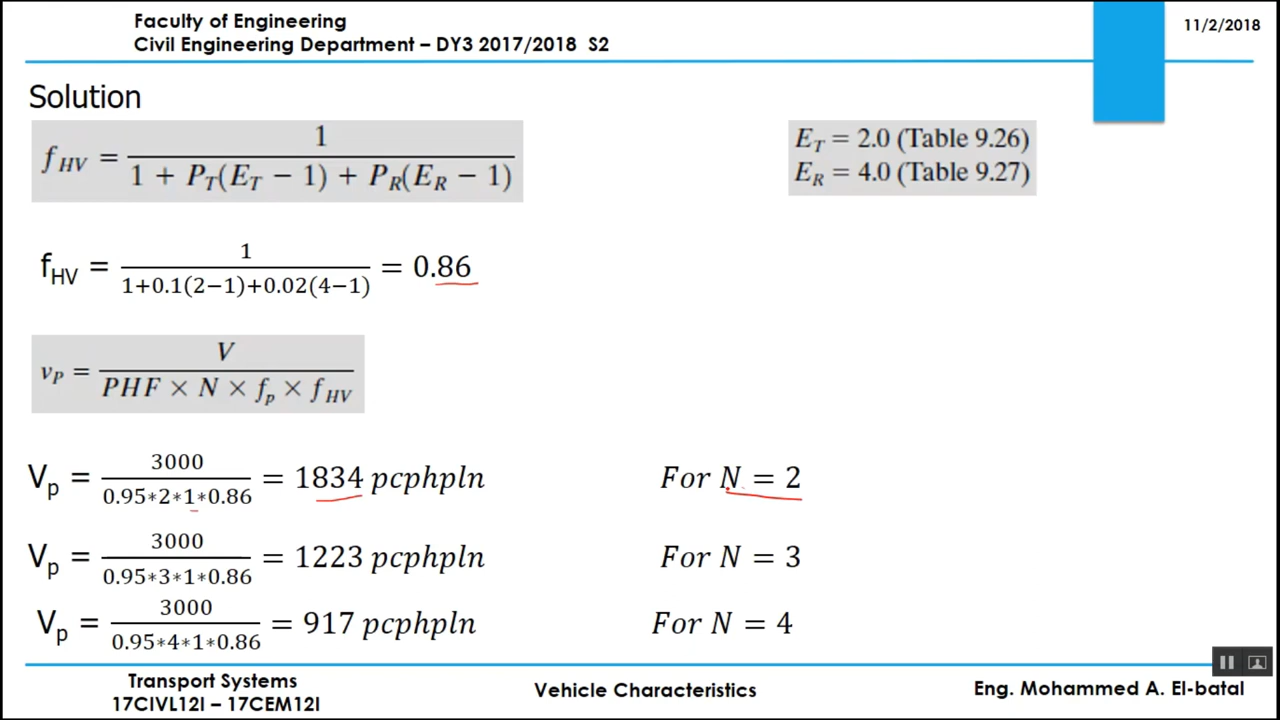 Faculty of Engineering
Civil Engineering Department – DY3 2017/2018 S2
11/2/2018
Solution
f_HV = 1 / (1 + P_T(E_T − 1) + P_R(E_R − 1))
E_T = 2.0 (Table 9.26)
E_R = 4.0 (Table 9.27)
f_HV = 1 / (1+0.1(2−1)+0.02(4−1)) = 0.86
v_P = V / (PHF × N × f_p × f_HV)
V_p = 3000 / (0.95*2*1*0.86) = 1834 pcphpln For N = 2
V_p = 3000 / (0.95*3*1*0.86) = 1223 pcphpln For N = 3
V_p = 3000 / (0.95*4*1*0.86) = 917 pcphpln For N = 4
Transport Systems
17CIVL12I – 17CEM12I
Vehicle Characteristics
Eng. Mohammed A. El-batal